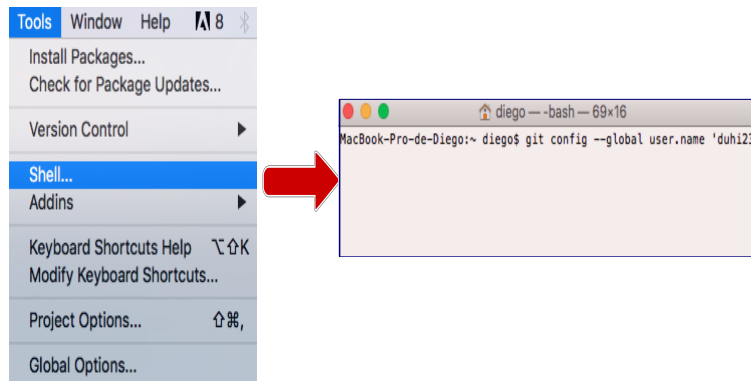 Tools Window Help 8
Install Packages...
Check for Package Updates...
Version Control
Shell...
Addins
Keyboard Shortcuts Help ⌥⇧K
Modify Keyboard Shortcuts...
Project Options... ⇧⌘,
Global Options...
diego — -bash — 69×16
MacBook-Pro-de-Diego:~ diego$ git config --global user.name 'duhi23